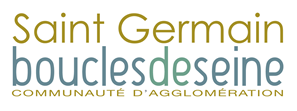 Saint Germain
bouclesdeseine
COMMUNAUTÉ D'AGGLOMÉRATION